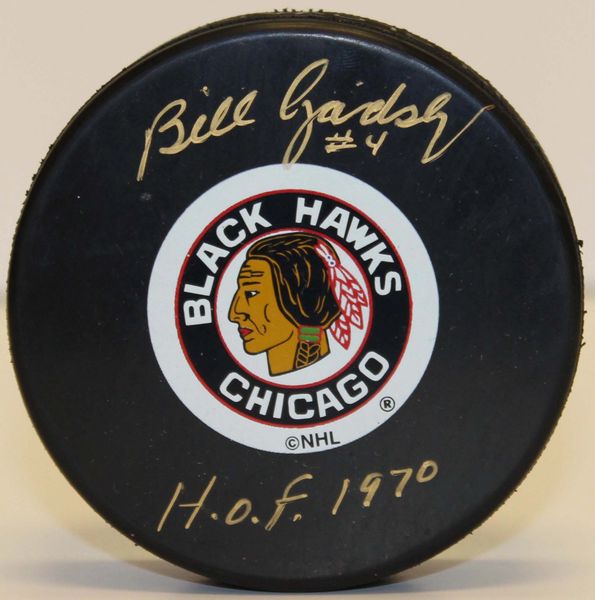 Bill Gadsby
#4
BLACK HAWKS
CHICAGO
®
©NHL
H.O.F. 1970